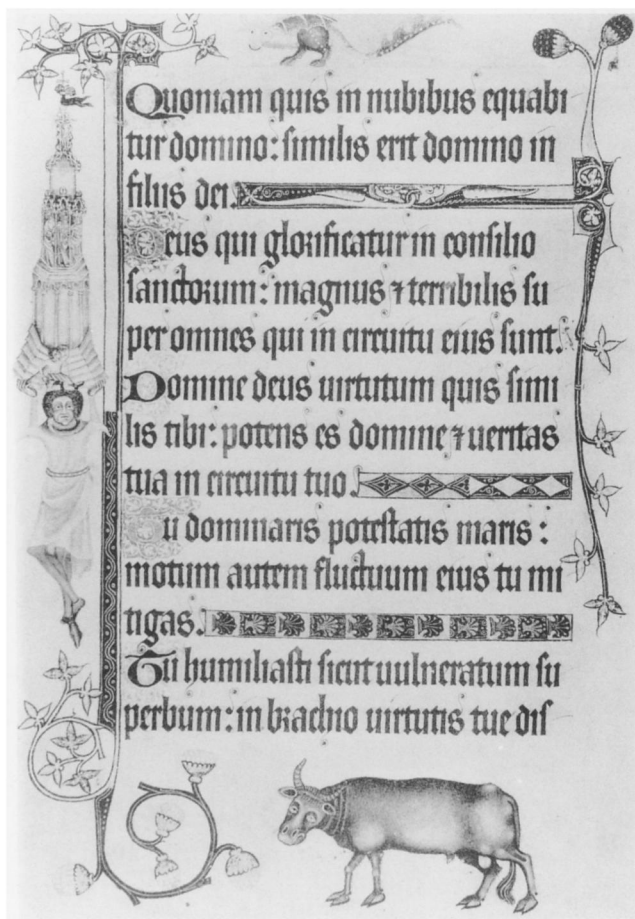 Quoniam quis in nubibus equabi
tur domino: similis erit domino in
filiis dei.
Deus qui glorificatur in consilio
sanctorum: magnus ⁊ terribilis su
per omnes qui in circuitu eius sunt.
Domine deus uirtutum quis simi
lis tibi: potens es domine ⁊ ueritas
tua in circuitu tuo.
Tu dominaris potestatis maris:
motum autem fluctuum eius tu mi
tigas.
Tu humiliasti sicut uulneratum su
perbum: in brachio uirtutis tue dis